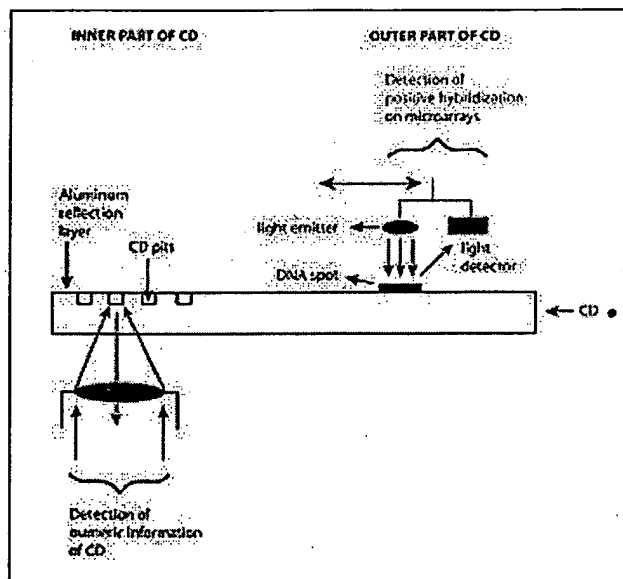 INNER PART OF CD
OUTER PART OF CD
Detection of
positive hybridization
on microarrays
Aluminum
reflection
layer
CD pits
light emitter
light
detector
DNA spot
CD
Detection of
numeric information
of CD